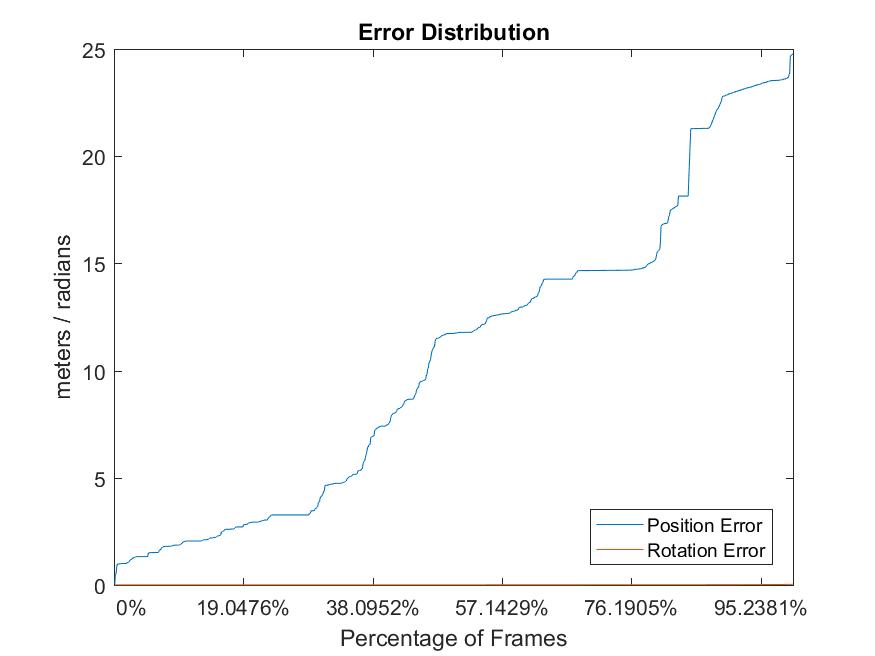 Error Distribution
25
20
15
10
5
0
meters / radians
Position Error
Rotation Error
0% 19.0476% 38.0952% 57.1429% 76.1905% 95.2381%
Percentage of Frames